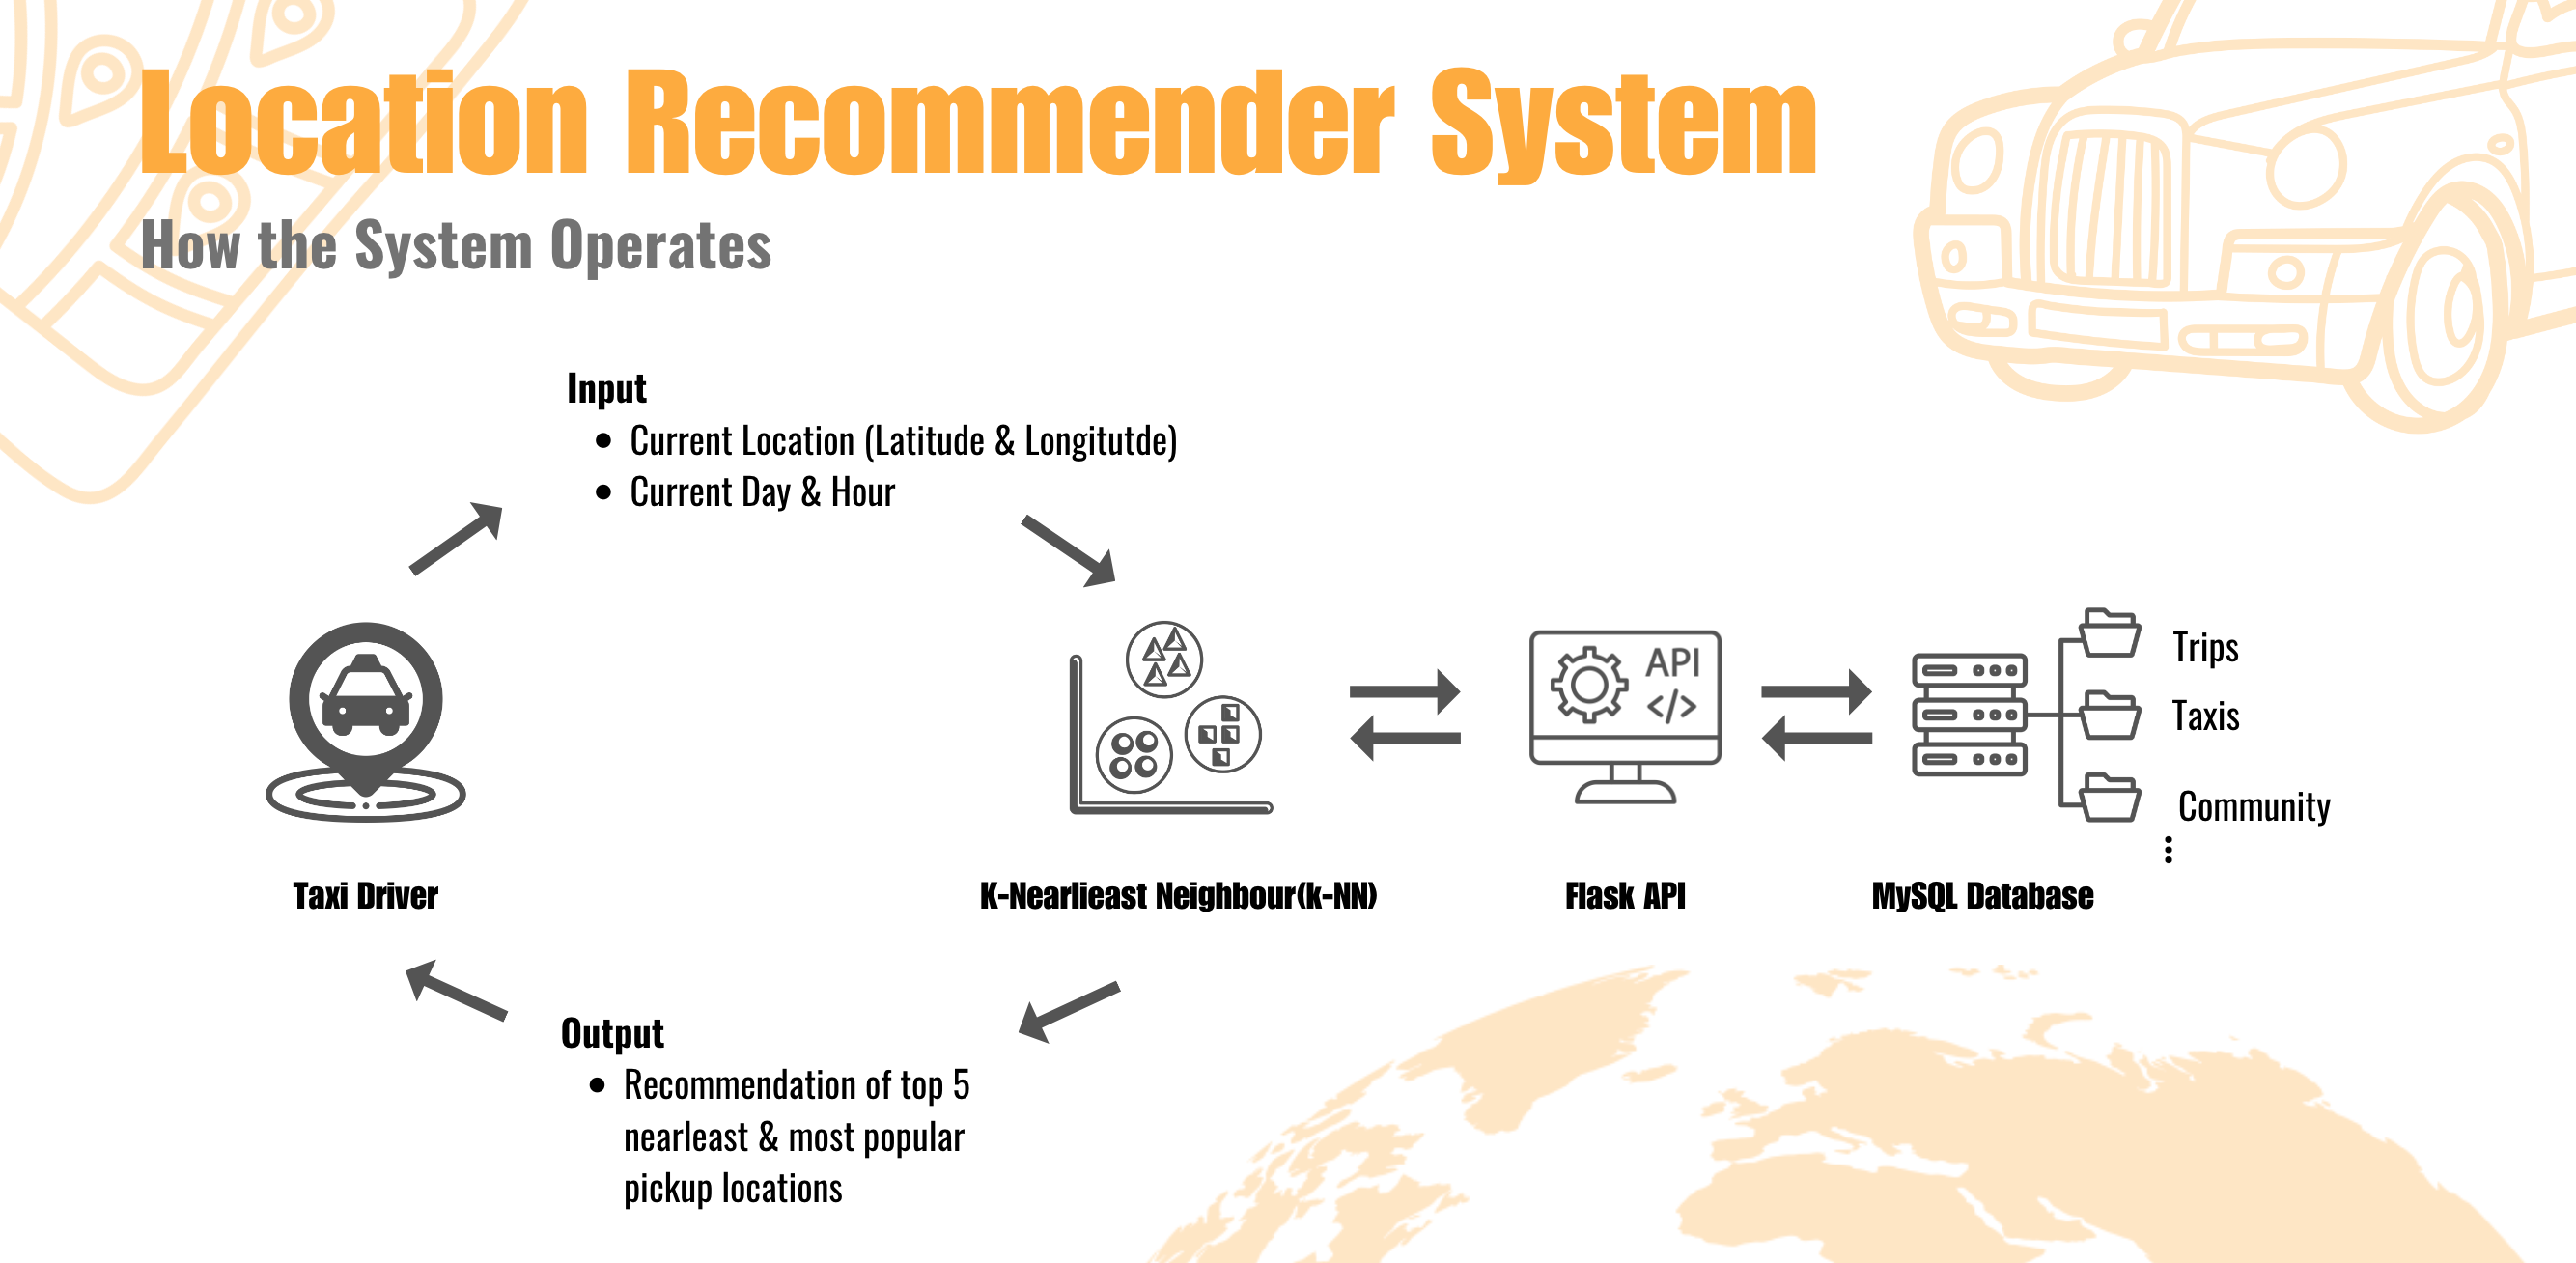 Location Recommender System
How the System Operates
Input
• Current Location (Latitude & Longitutde)
• Current Day & Hour
API
</>
Trips
Taxis
Community
Taxi Driver
K-Nearlieast Neighbour(k-NN)
Flask API
MySQL Database
Output
• Recommendation of top 5
nearleast & most popular
pickup locations